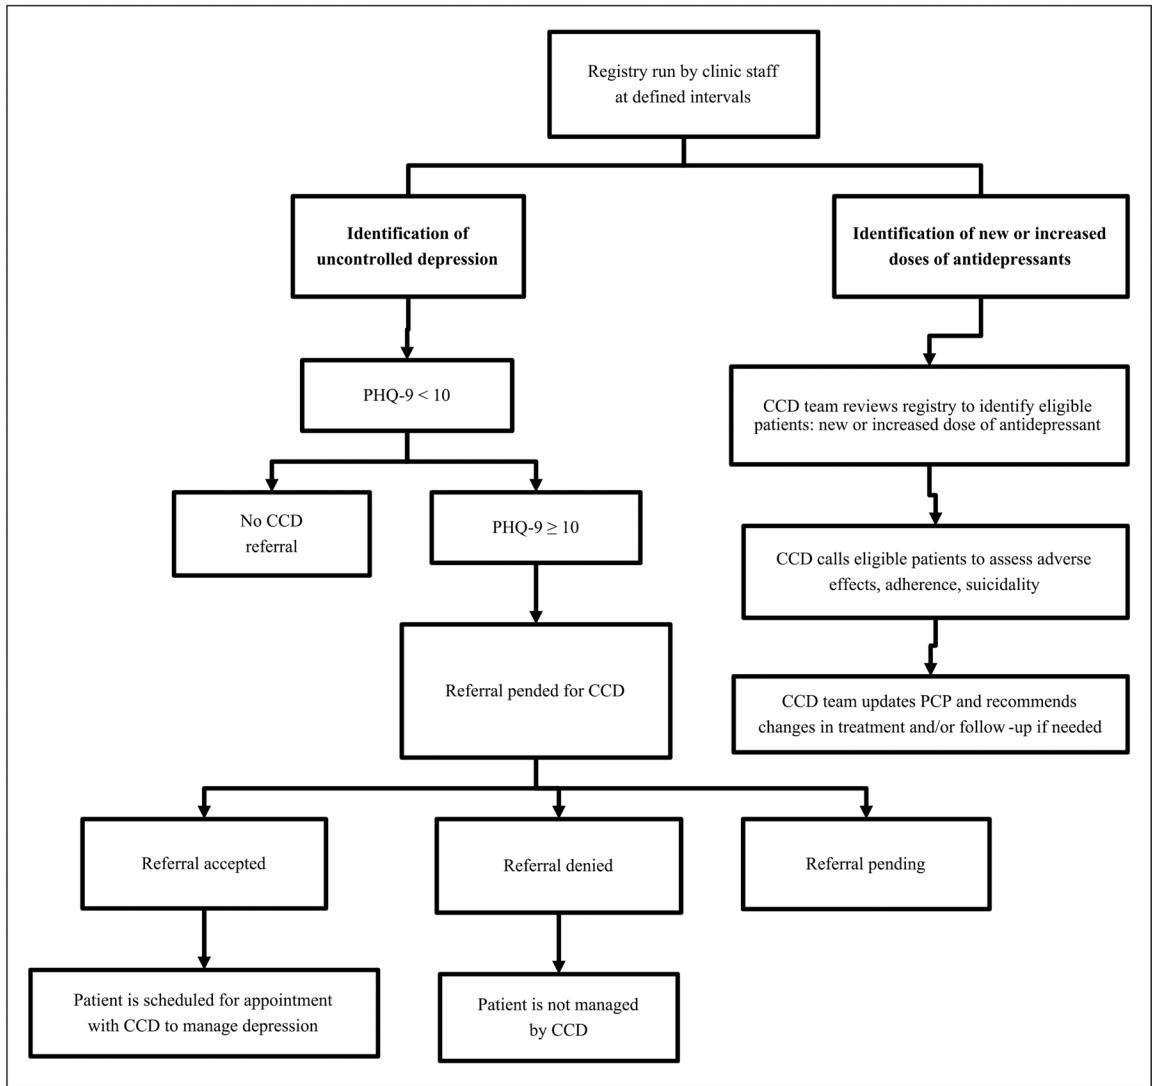 Registry run by clinic staff
at defined intervals
Identification of
uncontrolled depression
Identification of new or increased
doses of antidepressants
PHQ-9 < 10
CCD team reviews registry to identify eligible
patients: new or increased dose of antidepressant
No CCD
referral
PHQ-9 ≥ 10
CCD calls eligible patients to assess adverse
effects, adherence, suicidality
Referral pended for CCD
CCD team updates PCP and recommends
changes in treatment and/or follow-up if needed
Referral accepted
Referral denied
Referral pending
Patient is scheduled for appointment
with CCD to manage depression
Patient is not managed
by CCD